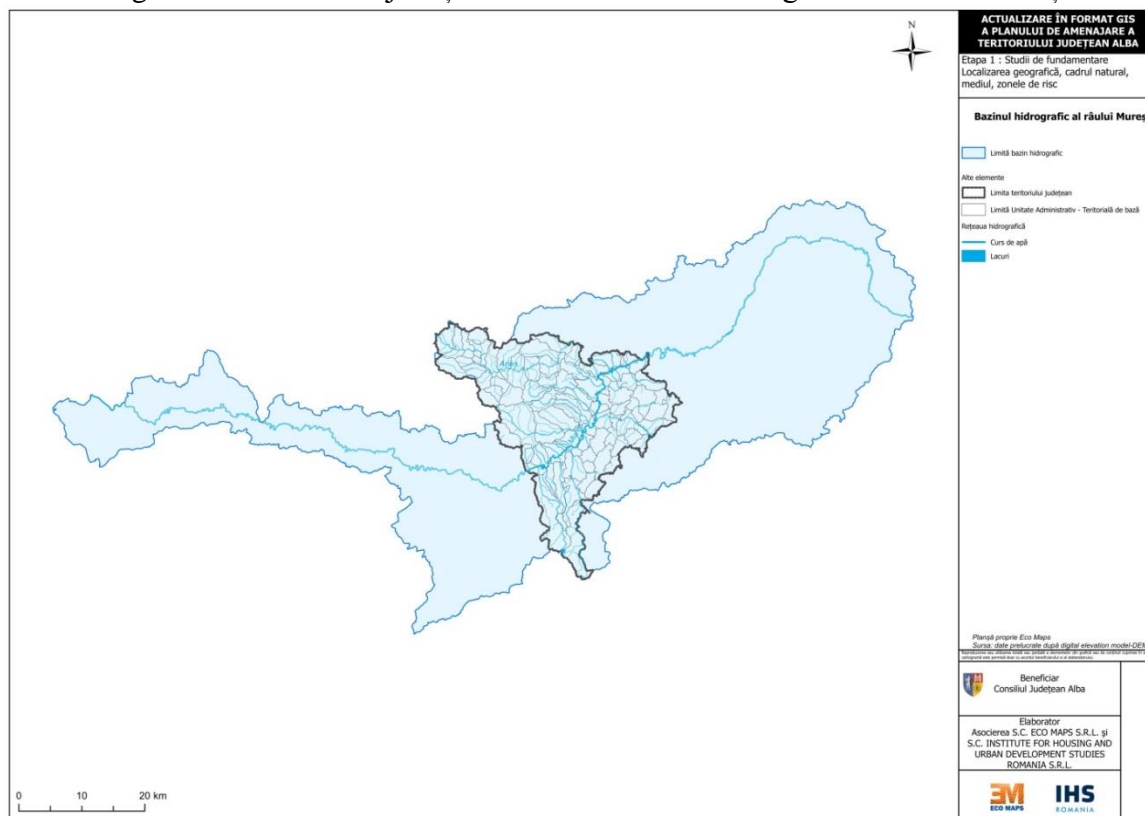 N
ACTUALIZARE ÎN FORMAT GIS
A PLANULUI DE AMENAJARE A
TERITORIULUI JUDEȚEAN ALBA
Etapa 1 : Studii de fundamentare
Localizarea geografică, cadrul natural,
mediul, zonele de risc
Bazinul hidrografic al râului Mureș
Limită bazin hidrografic
Alte elemente
Limita teritoriului județean
Limită Unitate Administrativ - Teritorială de bază
Rețeaua hidrografică
Curs de apă
Lacuri
Planșă proprie Eco Maps
Sursa: date prelucrate după digital elevation model-DEM
Beneficiar
Consiliul Județean Alba
Elaborator
Asocierea S.C. ECO MAPS S.R.L. și
S.C. INSTITUTE FOR HOUSING AND
URBAN DEVELOPMENT STUDIES
ROMANIA S.R.L.
EM
ECO MAPS
IHS
ROMANIA
0 10 20 km